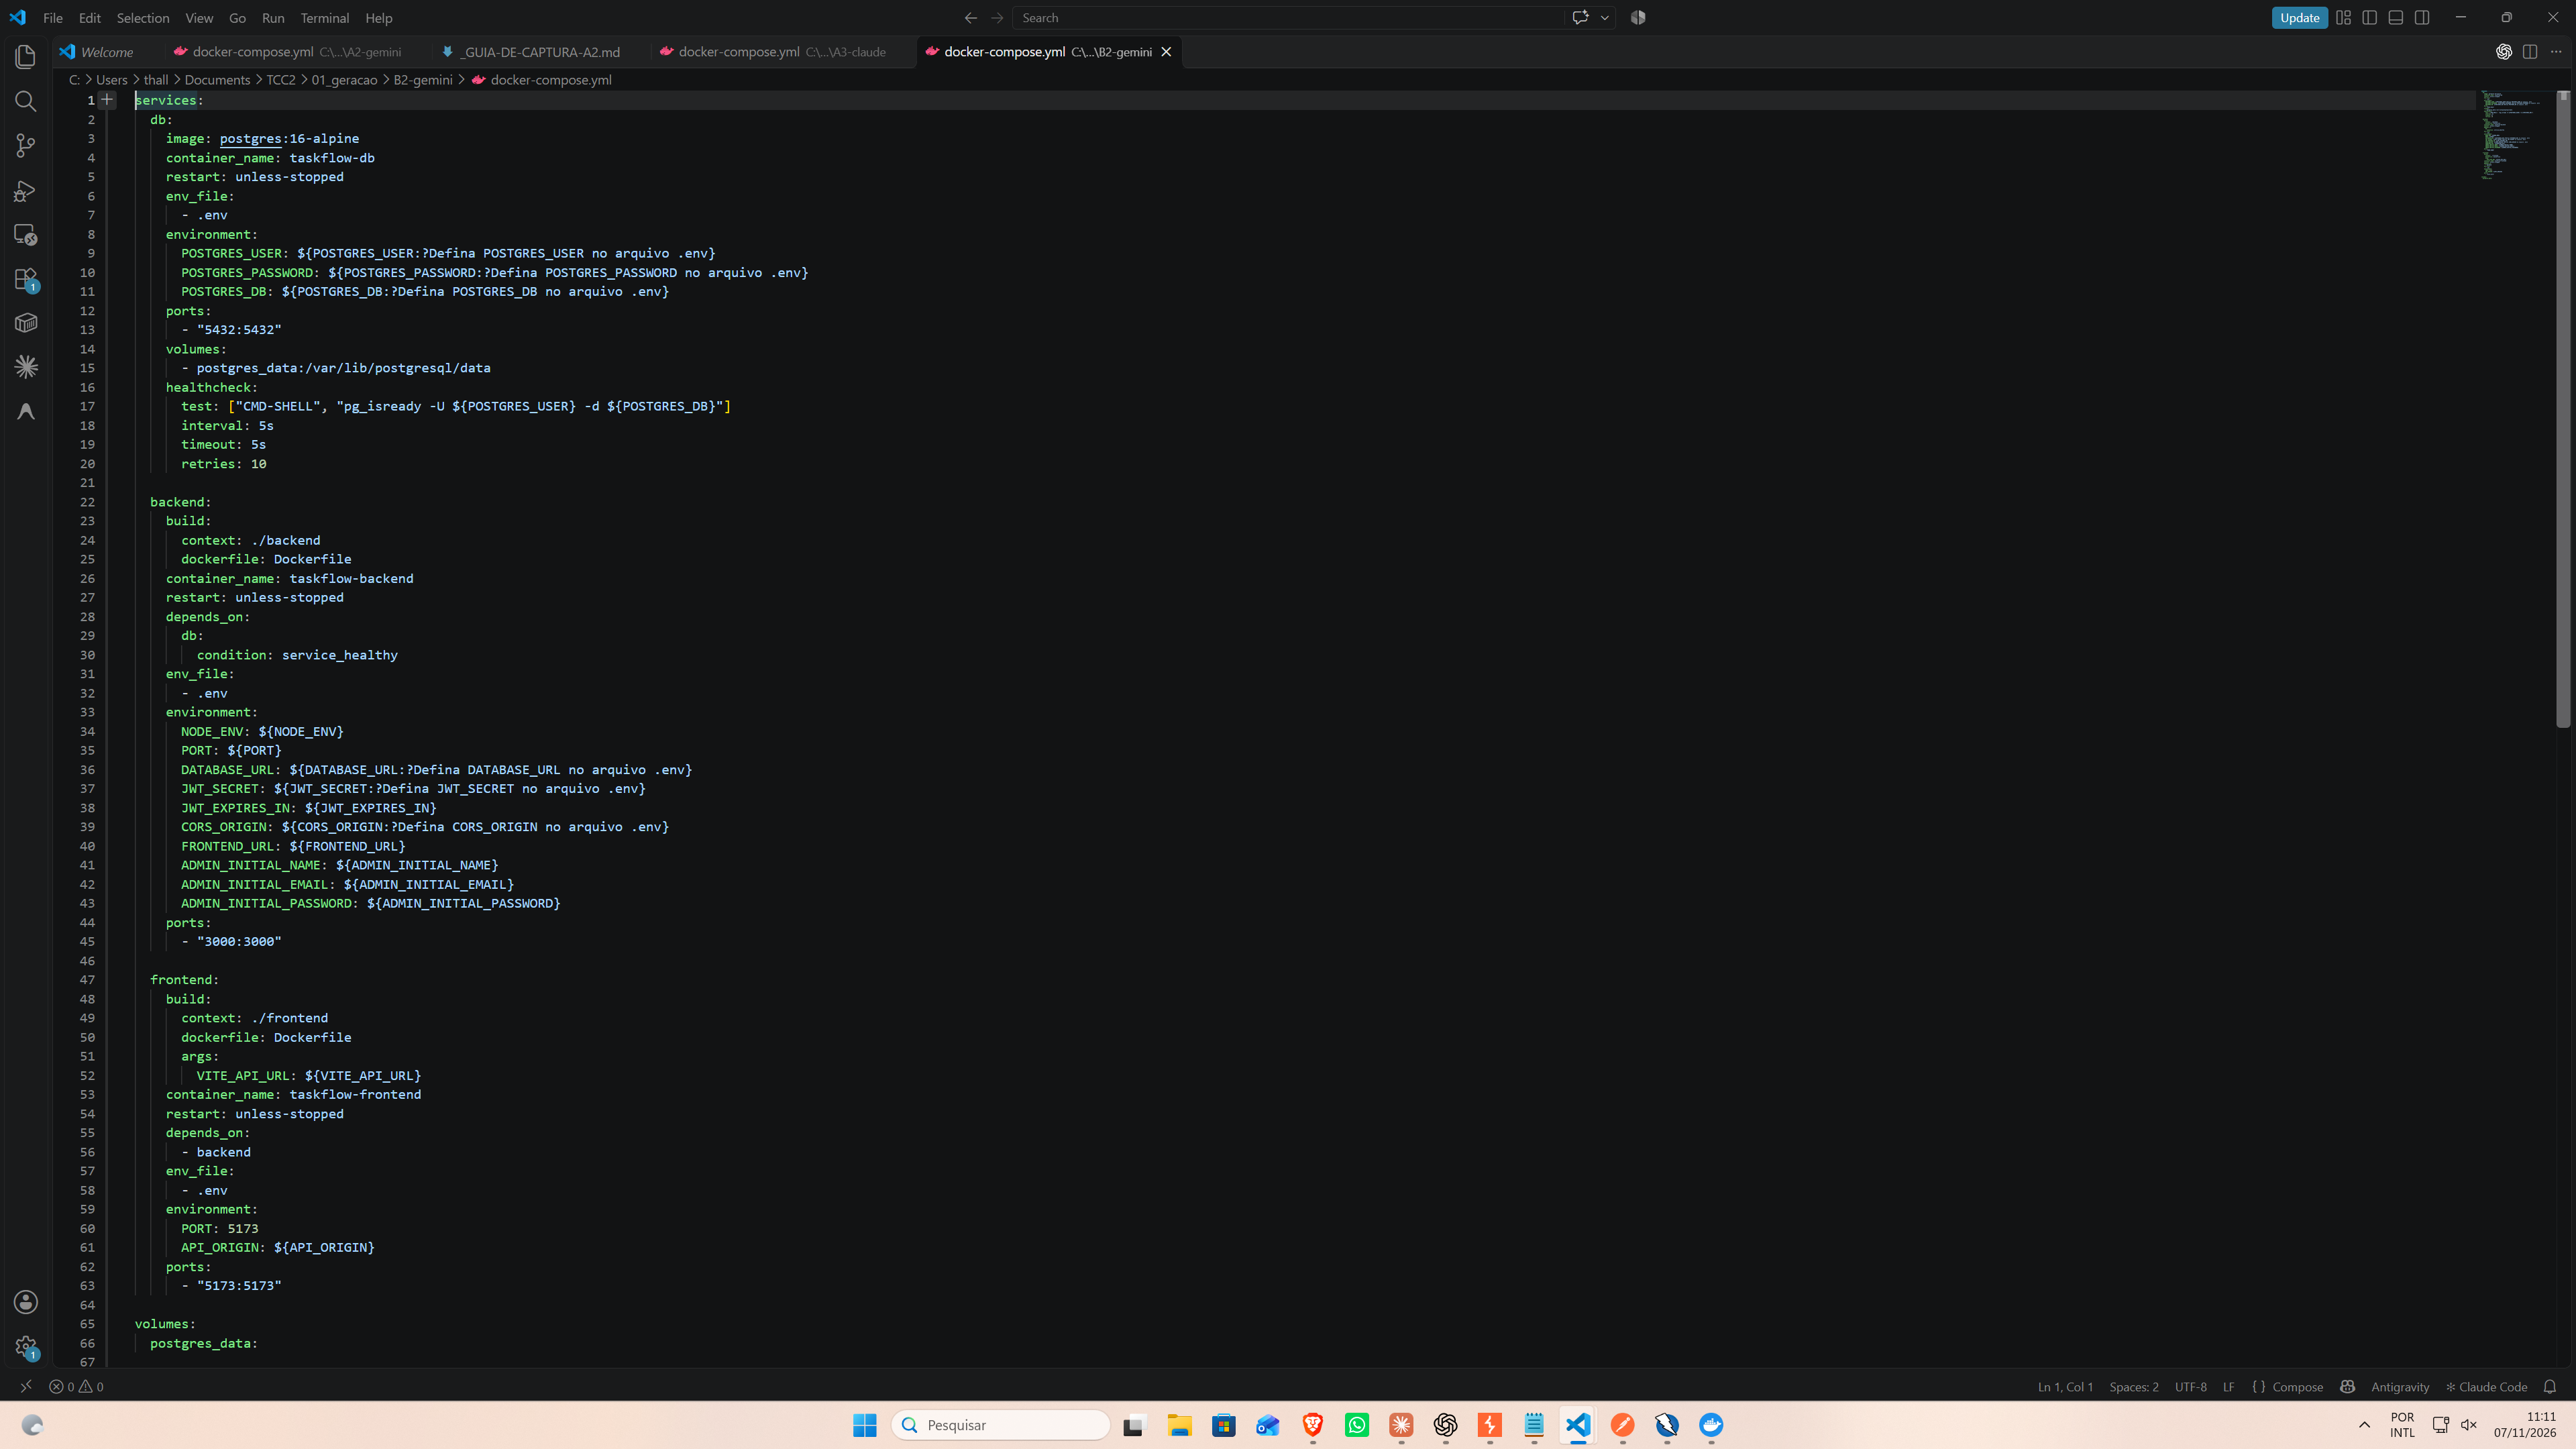 File Edit Selection View Go Run Terminal Help
Search
Update
Welcome docker-compose.yml C:\...\A2-gemini _GUIA-DE-CAPTURA-A2.md docker-compose.yml C:\...\A3-claude docker-compose.yml C:\...\B2-gemini
C: > Users > thall > Documents > TCC2 > 01_geracao > B2-gemini > docker-compose.yml
1 services:
2 db:
3 image: postgres:16-alpine
4 container_name: taskflow-db
5 restart: unless-stopped
6 env_file:
7 - .env
8 environment:
9 POSTGRES_USER: ${POSTGRES_USER:?Defina POSTGRES_USER no arquivo .env}
10 POSTGRES_PASSWORD: ${POSTGRES_PASSWORD:?Defina POSTGRES_PASSWORD no arquivo .env}
11 POSTGRES_DB: ${POSTGRES_DB:?Defina POSTGRES_DB no arquivo .env}
12 ports:
13 - "5432:5432"
14 volumes:
15 - postgres_data:/var/lib/postgresql/data
16 healthcheck:
17 test: ["CMD-SHELL", "pg_isready -U ${POSTGRES_USER} -d ${POSTGRES_DB}"]
18 interval: 5s
19 timeout: 5s
20 retries: 10
21
22 backend:
23 build:
24 context: ./backend
25 dockerfile: Dockerfile
26 container_name: taskflow-backend
27 restart: unless-stopped
28 depends_on:
29 db:
30 condition: service_healthy
31 env_file:
32 - .env
33 environment:
34 NODE_ENV: ${NODE_ENV}
35 PORT: ${PORT}
36 DATABASE_URL: ${DATABASE_URL:?Defina DATABASE_URL no arquivo .env}
37 JWT_SECRET: ${JWT_SECRET:?Defina JWT_SECRET no arquivo .env}
38 JWT_EXPIRES_IN: ${JWT_EXPIRES_IN}
39 CORS_ORIGIN: ${CORS_ORIGIN:?Defina CORS_ORIGIN no arquivo .env}
40 FRONTEND_URL: ${FRONTEND_URL}
41 ADMIN_INITIAL_NAME: ${ADMIN_INITIAL_NAME}
42 ADMIN_INITIAL_EMAIL: ${ADMIN_INITIAL_EMAIL}
43 ADMIN_INITIAL_PASSWORD: ${ADMIN_INITIAL_PASSWORD}
44 ports:
45 - "3000:3000"
46
47 frontend:
48 build:
49 context: ./frontend
50 dockerfile: Dockerfile
51 args:
52 VITE_API_URL: ${VITE_API_URL}
53 container_name: taskflow-frontend
54 restart: unless-stopped
55 depends_on:
56 - backend
57 env_file:
58 - .env
59 environment:
60 PORT: 5173
61 API_ORIGIN: ${API_ORIGIN}
62 ports:
63 - "5173:5173"
64
65 volumes:
66 postgres_data:
67
1
1
0 0
Ln 1, Col 1 Spaces: 2 UTF-8 LF { } Compose Antigravity Claude Code
Pesquisar
POR
INTL
11:11
07/11/2026